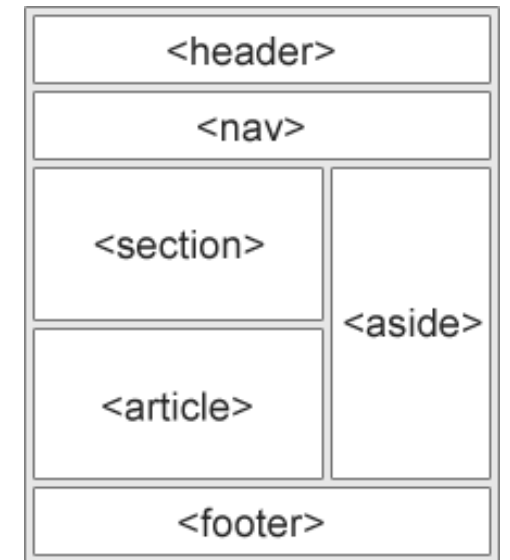 <header>
<nav>
<section>
<aside>
<article>
<footer>